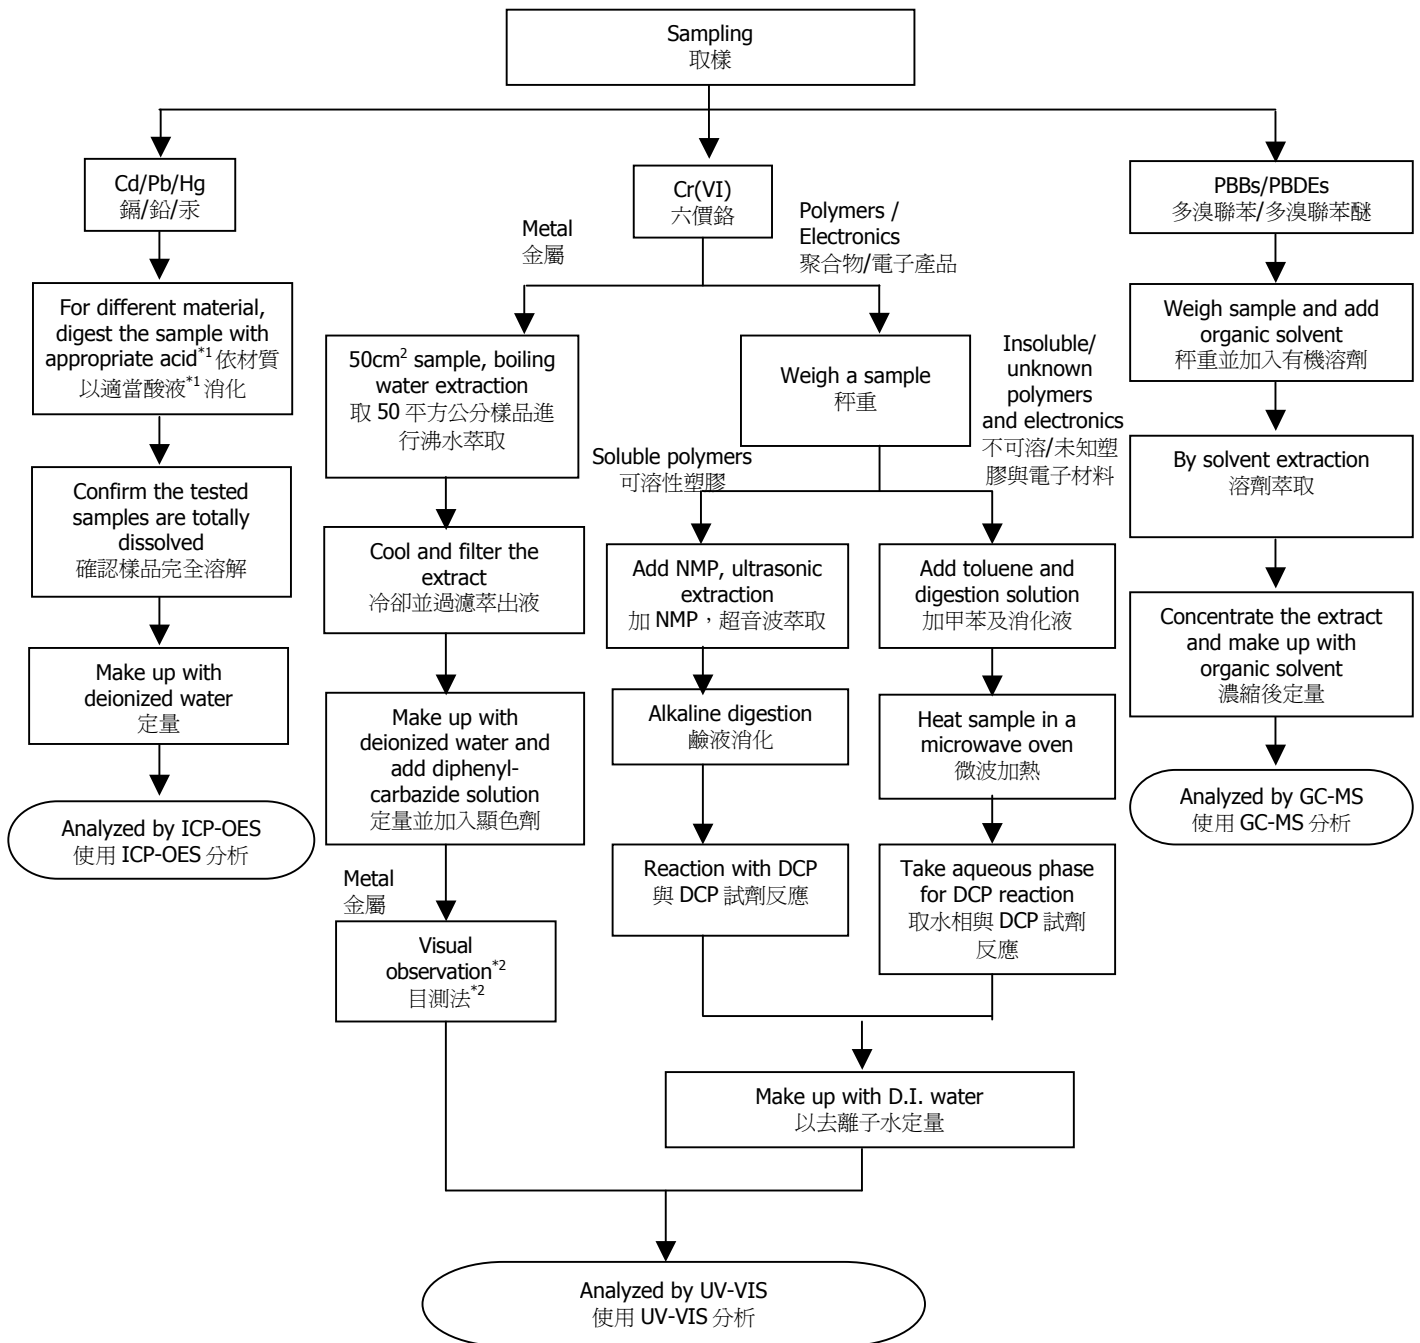 Sampling
取樣
Cd/Pb/Hg
鎘/鉛/汞
For different material,
digest the sample with
appropriate acid*1 依材質
以適當酸液*1 消化
Confirm the tested
samples are totally
dissolved
確認樣品完全溶解
Make up with
deionized water
定量
Analyzed by ICP-OES
使用 ICP-OES 分析
Cr(VI)
六價鉻
Metal
金屬
Polymers /
Electronics
聚合物/電子產品
50cm2 sample, boiling
water extraction
取 50 平方公分樣品進
行沸水萃取
Cool and filter the
extract
冷卻並過濾萃出液
Make up with
deionized water and
add diphenyl-
carbazide solution
定量並加入顯色劑
Metal
金屬
Visual
observation*2
目測法*2
Weigh a sample
秤重
Soluble polymers
可溶性塑膠
Insoluble/
unknown
polymers
and electronics
不可溶/未知塑
膠與電子材料
Add NMP, ultrasonic
extraction
加 NMP，超音波萃取
Alkaline digestion
鹼液消化
Reaction with DCP
與 DCP 試劑反應
Add toluene and
digestion solution
加甲苯及消化液
Heat sample in a
microwave oven
微波加熱
Take aqueous phase
for DCP reaction
取水相與 DCP 試劑
反應
Make up with D.I. water
以去離子水定量
Analyzed by UV-VIS
使用 UV-VIS 分析
PBBs/PBDEs
多溴聯苯/多溴聯苯醚
Weigh sample and add
organic solvent
秤重並加入有機溶劑
By solvent extraction
溶劑萃取
Concentrate the extract
and make up with
organic solvent
濃縮後定量
Analyzed by GC-MS
使用 GC-MS 分析